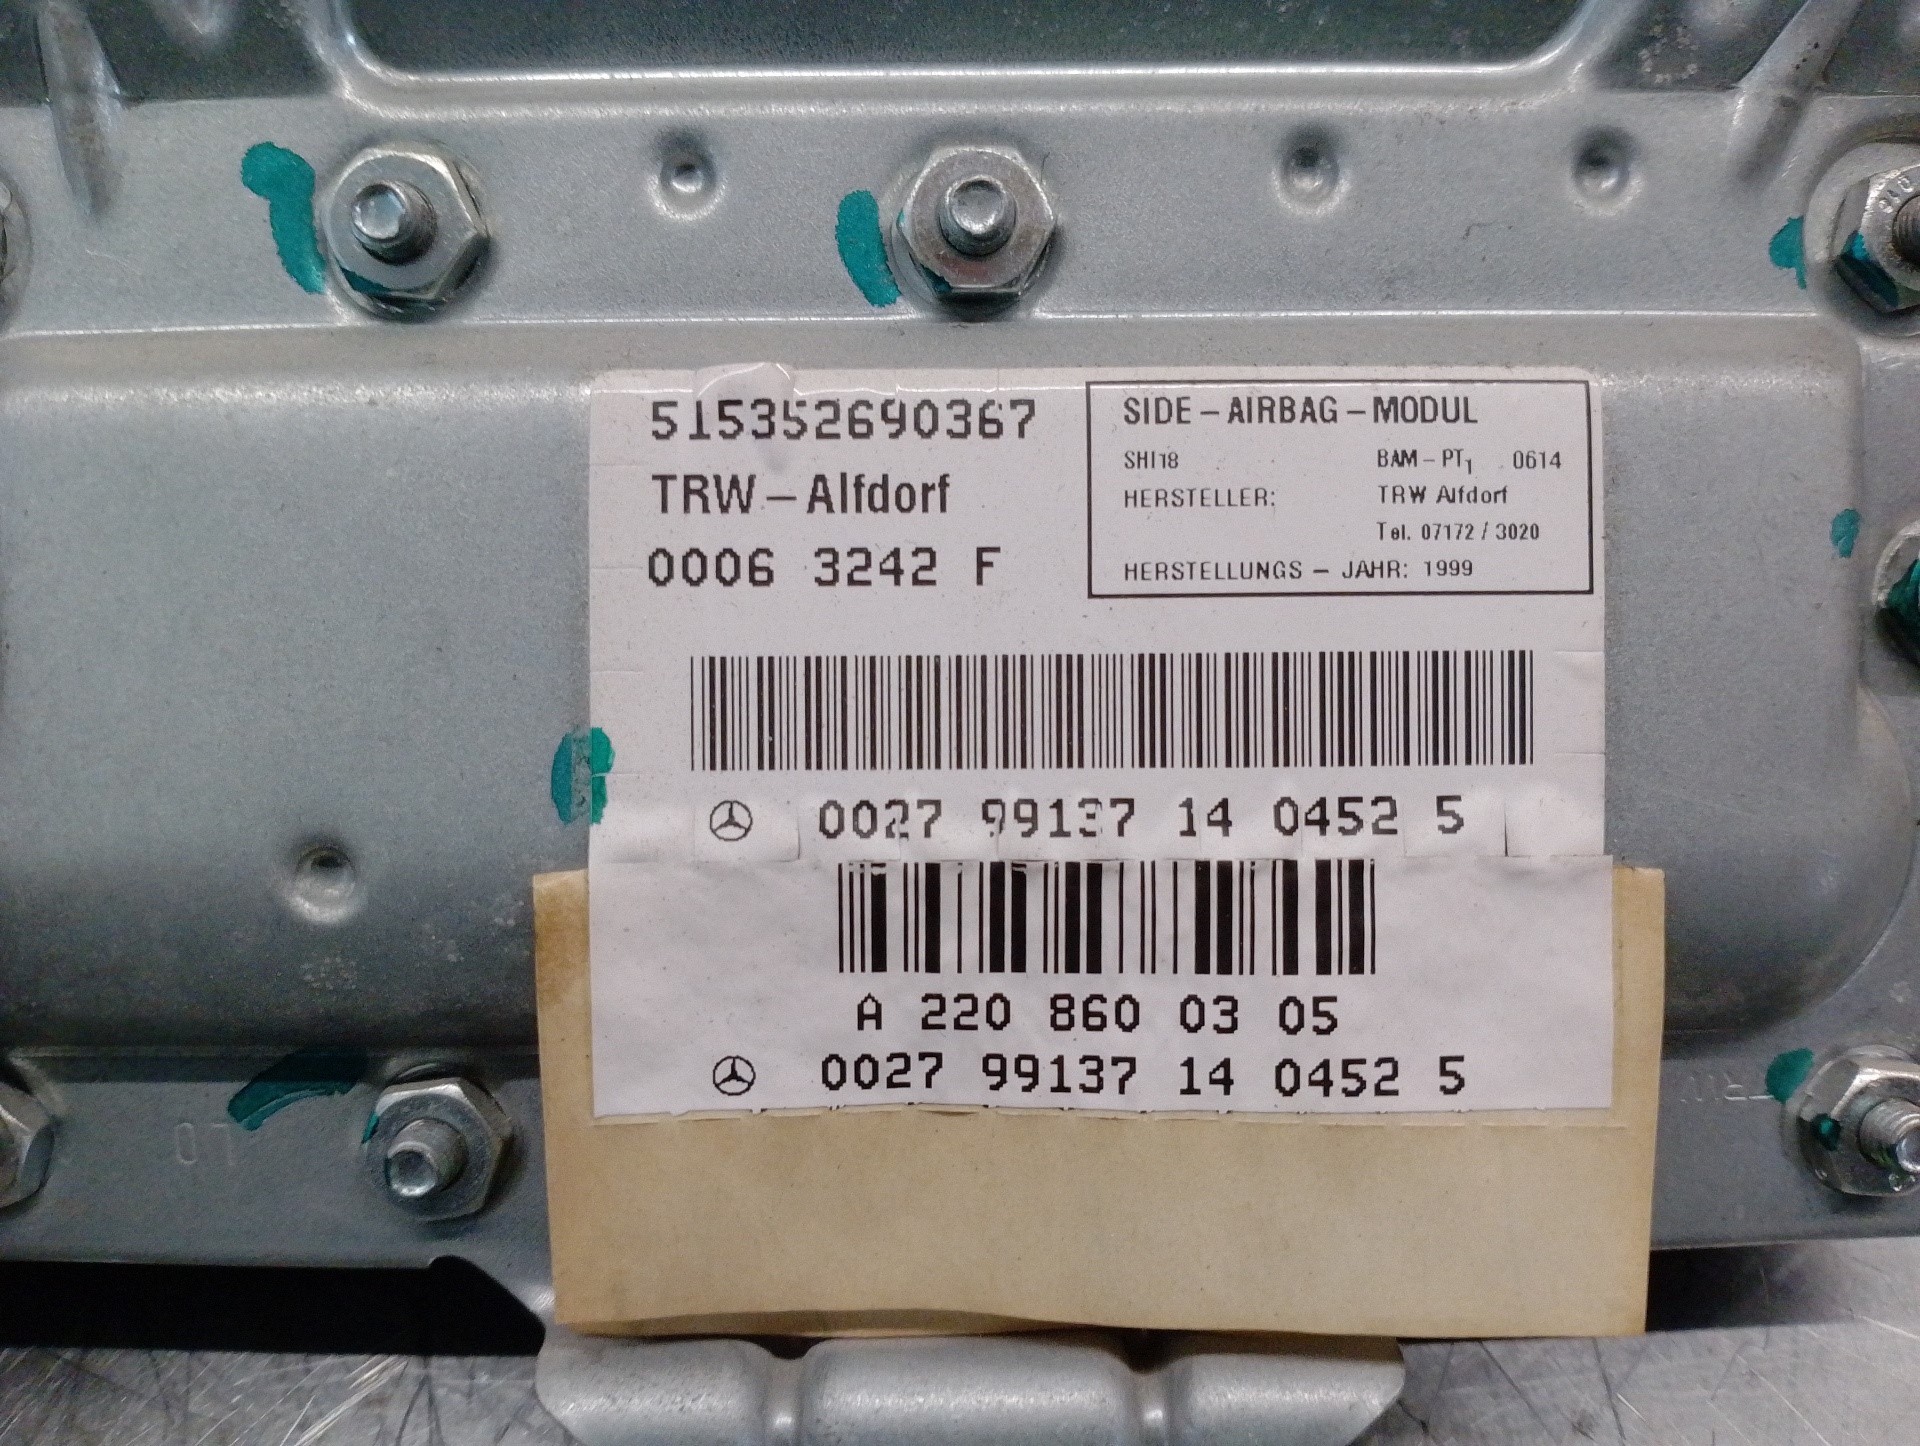 515352690367
TRW-Alfdorf
0006 3242 F
SIDE-AIRBAG-MODUL
SHI18 BAM-PT1 0614
HERSTELLER: TRW Alfdorf
Tel. 07172/3020
HERSTELLUNGS-JAHR: 1999
0027 99137 14 0452 5
A 220 860 03 05
0027 99137 14 0452 5